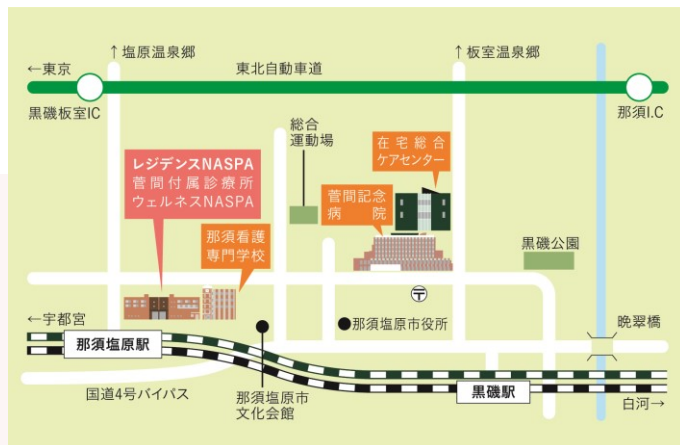 ↑塩原温泉郷
↑板室温泉郷
←東京
東北自動車道
黒磯板室IC
那須I.C
総合
運動場
在宅総合
ケアセンター
レジデンスNASPA
菅間付属診療所
ウェルネスNASPA
菅間記念
病院
那須看護
専門学校
黒磯公園
〒
←宇都宮
●那須塩原市役所
晩翠橋
那須塩原駅
国道4号バイパス
那須塩原市
文化会館
黒磯駅
白河→